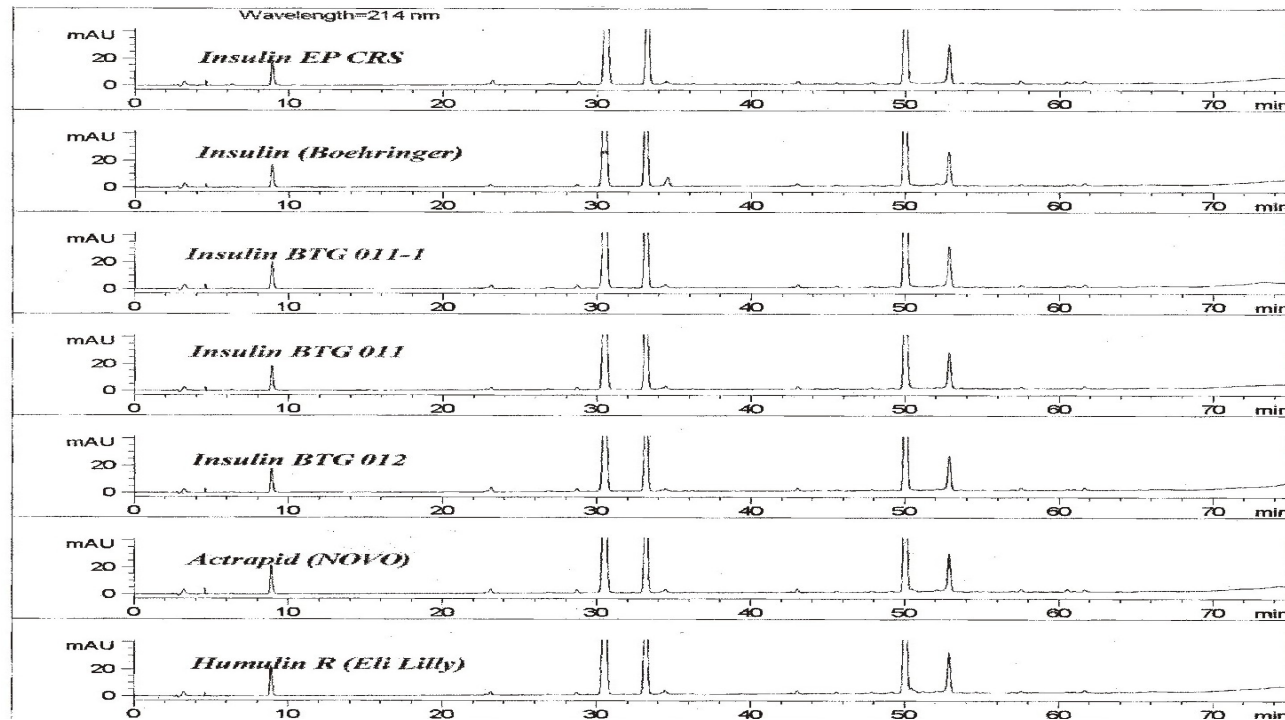 Wavelength=214 nm
mAU
20
0
Insulin EP CRS
0 10 20 30 40 50 60 70 min
mAU
20
0
Insulin (Boehringer)
0 10 20 30 40 50 60 70 min
mAU
20
0
Insulin BTG 011-1
0 10 20 30 40 50 60 70 min
mAU
20
0
Insulin BTG 011
0 10 20 30 40 50 60 70 min
mAU
20
0
Insulin BTG 012
0 10 20 30 40 50 60 70 min
mAU
20
0
Actrapid (NOVO)
0 10 20 30 40 50 60 70 min
mAU
20
0
Humulin R (Eli Lilly)
0 10 20 30 40 50 60 70 min